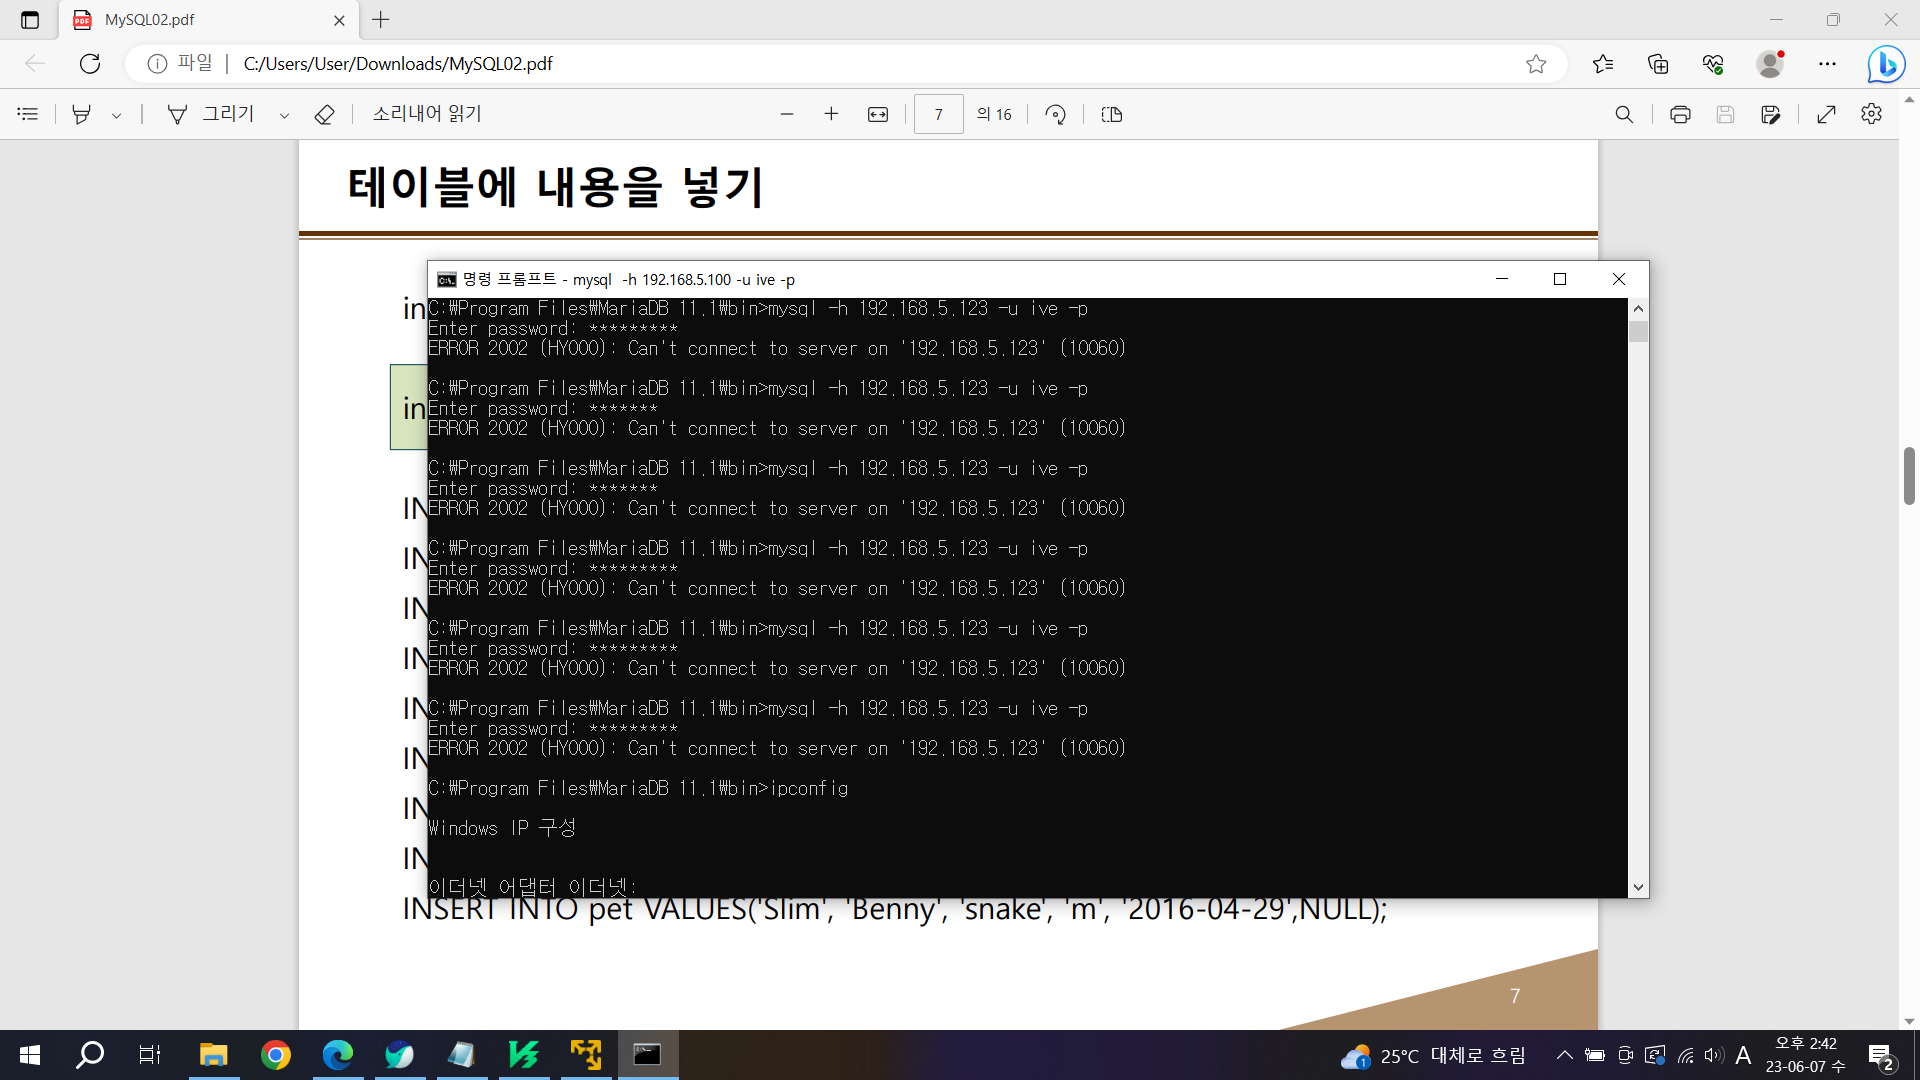 MySQL02.pdf
파일
C:/Users/User/Downloads/MySQL02.pdf
그리기
소리내어 읽기
7
의 16
테이블에 내용을 넣기
in
in
IN
IN
IN
IN
IN
IN
IN
IN
명령 프롬프트 - mysql  -h 192.168.5.100 -u ive -p
C:\Program Files\MariaDB 11.1\bin>mysql -h 192.168.5.123 -u ive -p
Enter password: *********
ERROR 2002 (HY000): Can't connect to server on '192.168.5.123' (10060)
C:\Program Files\MariaDB 11.1\bin>mysql -h 192.168.5.123 -u ive -p
Enter password: *******
ERROR 2002 (HY000): Can't connect to server on '192.168.5.123' (10060)
C:\Program Files\MariaDB 11.1\bin>mysql -h 192.168.5.123 -u ive -p
Enter password: *******
ERROR 2002 (HY000): Can't connect to server on '192.168.5.123' (10060)
C:\Program Files\MariaDB 11.1\bin>mysql -h 192.168.5.123 -u ive -p
Enter password: *********
ERROR 2002 (HY000): Can't connect to server on '192.168.5.123' (10060)
C:\Program Files\MariaDB 11.1\bin>mysql -h 192.168.5.123 -u ive -p
Enter password: *********
ERROR 2002 (HY000): Can't connect to server on '192.168.5.123' (10060)
C:\Program Files\MariaDB 11.1\bin>mysql -h 192.168.5.123 -u ive -p
Enter password: *********
ERROR 2002 (HY000): Can't connect to server on '192.168.5.123' (10060)
C:\Program Files\MariaDB 11.1\bin>ipconfig
Windows IP 구성
이더넷 어댑터 이더넷:
INSERT INTO pet VALUES('Slim', 'Benny', 'snake', 'm', '2016-04-29',NULL);
7
1
25°C 대체로 흐림
A
오후 2:42
23-06-07 수
2